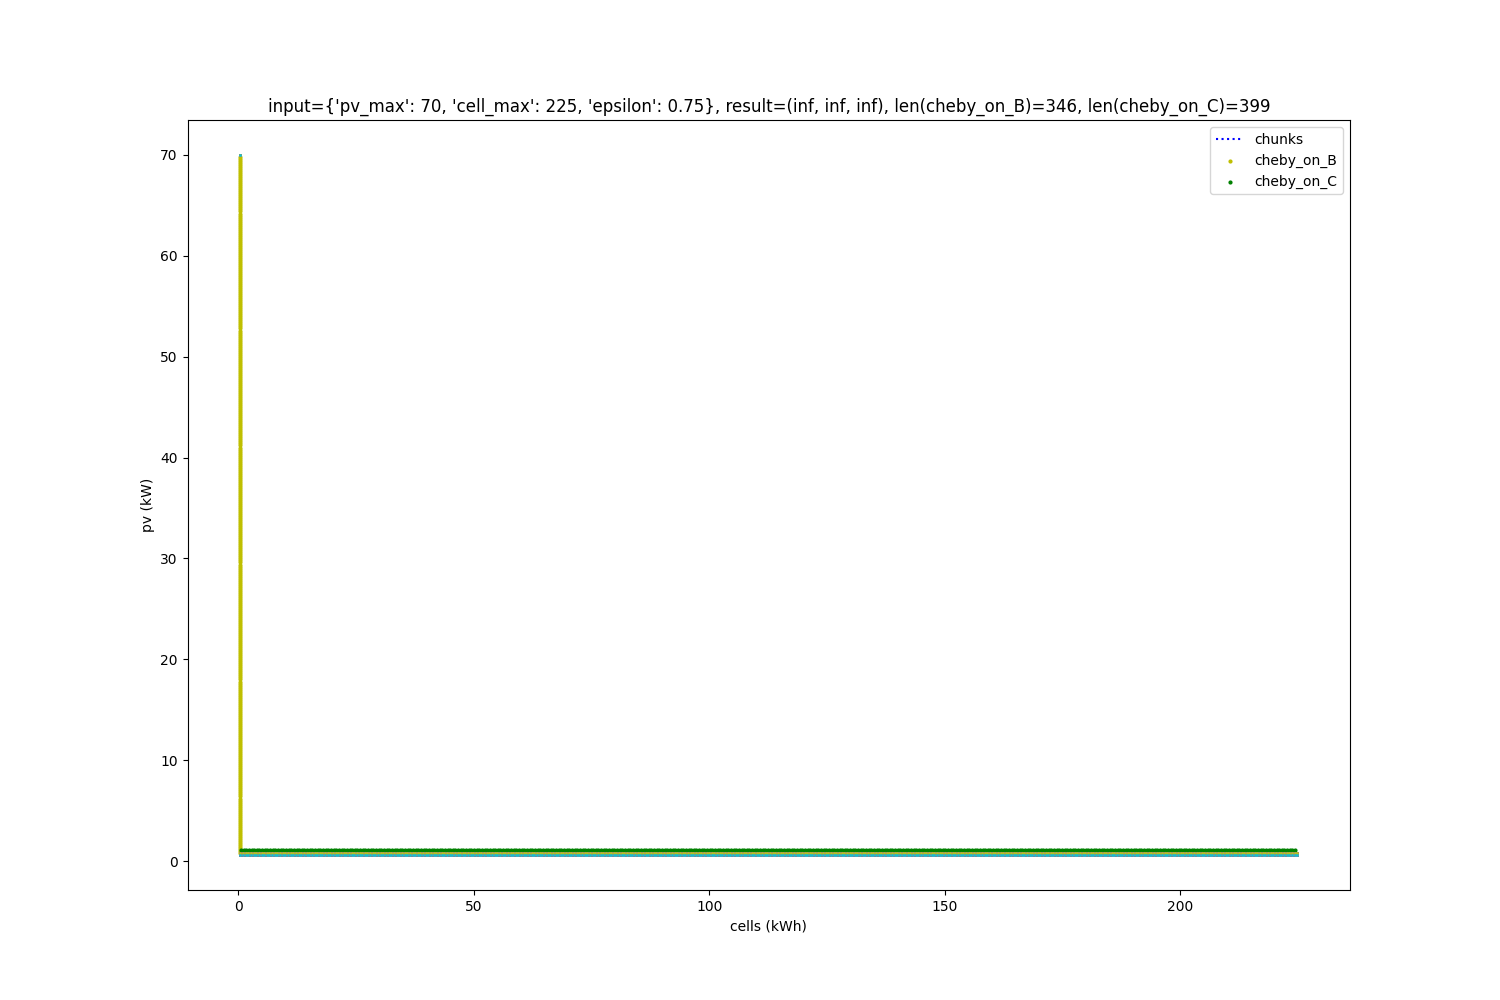 input={'pv_max': 70, 'cell_max': 225, 'epsilon': 0.75}, result=(inf, inf, inf), len(cheby_on_B)=346, len(cheby_on_C)=399
chunks
cheby_on_B
cheby_on_C
70
60
50
40
30
20
10
0
pv (kW)
0 50 100 150 200
cells (kWh)